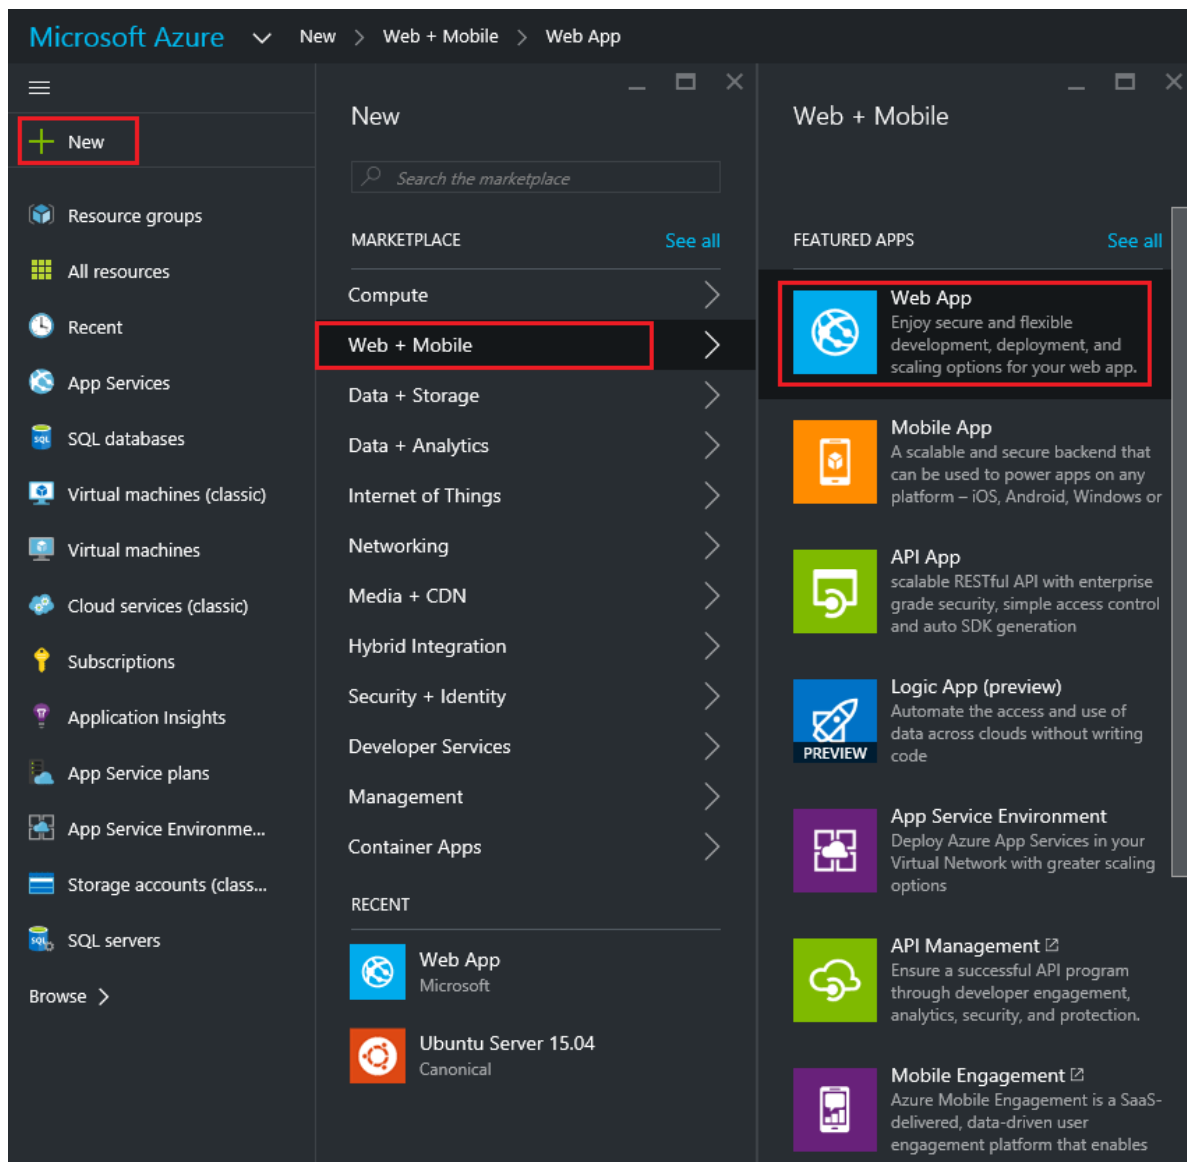 Microsoft Azure New > Web + Mobile > Web App
New
Resource groups
All resources
Recent
App Services
SQL databases
Virtual machines (classic)
Virtual machines
Cloud services (classic)
Subscriptions
Application Insights
App Service plans
App Service Environme...
Storage accounts (class...
SQL servers
Browse >
New
Search the marketplace
MARKETPLACE See all
Compute
Web + Mobile
Data + Storage
Data + Analytics
Internet of Things
Networking
Media + CDN
Hybrid Integration
Security + Identity
Developer Services
Management
Container Apps
RECENT
Web App
Microsoft
Ubuntu Server 15.04
Canonical
Web + Mobile
FEATURED APPS See all
Web App
Enjoy secure and flexible
development, deployment, and
scaling options for your web app.
Mobile App
A scalable and secure backend that
can be used to power apps on any
platform – iOS, Android, Windows or
API App
scalable RESTful API with enterprise
grade security, simple access control
and auto SDK generation
Logic App (preview)
Automate the access and use of
data across clouds without writing
code
PREVIEW
App Service Environment
Deploy Azure App Services in your
Virtual Network with greater scaling
options
API Management
Ensure a successful API program
through developer engagement,
analytics, security, and protection.
Mobile Engagement
Azure Mobile Engagement is a SaaS-
delivered, data-driven user
engagement platform that enables